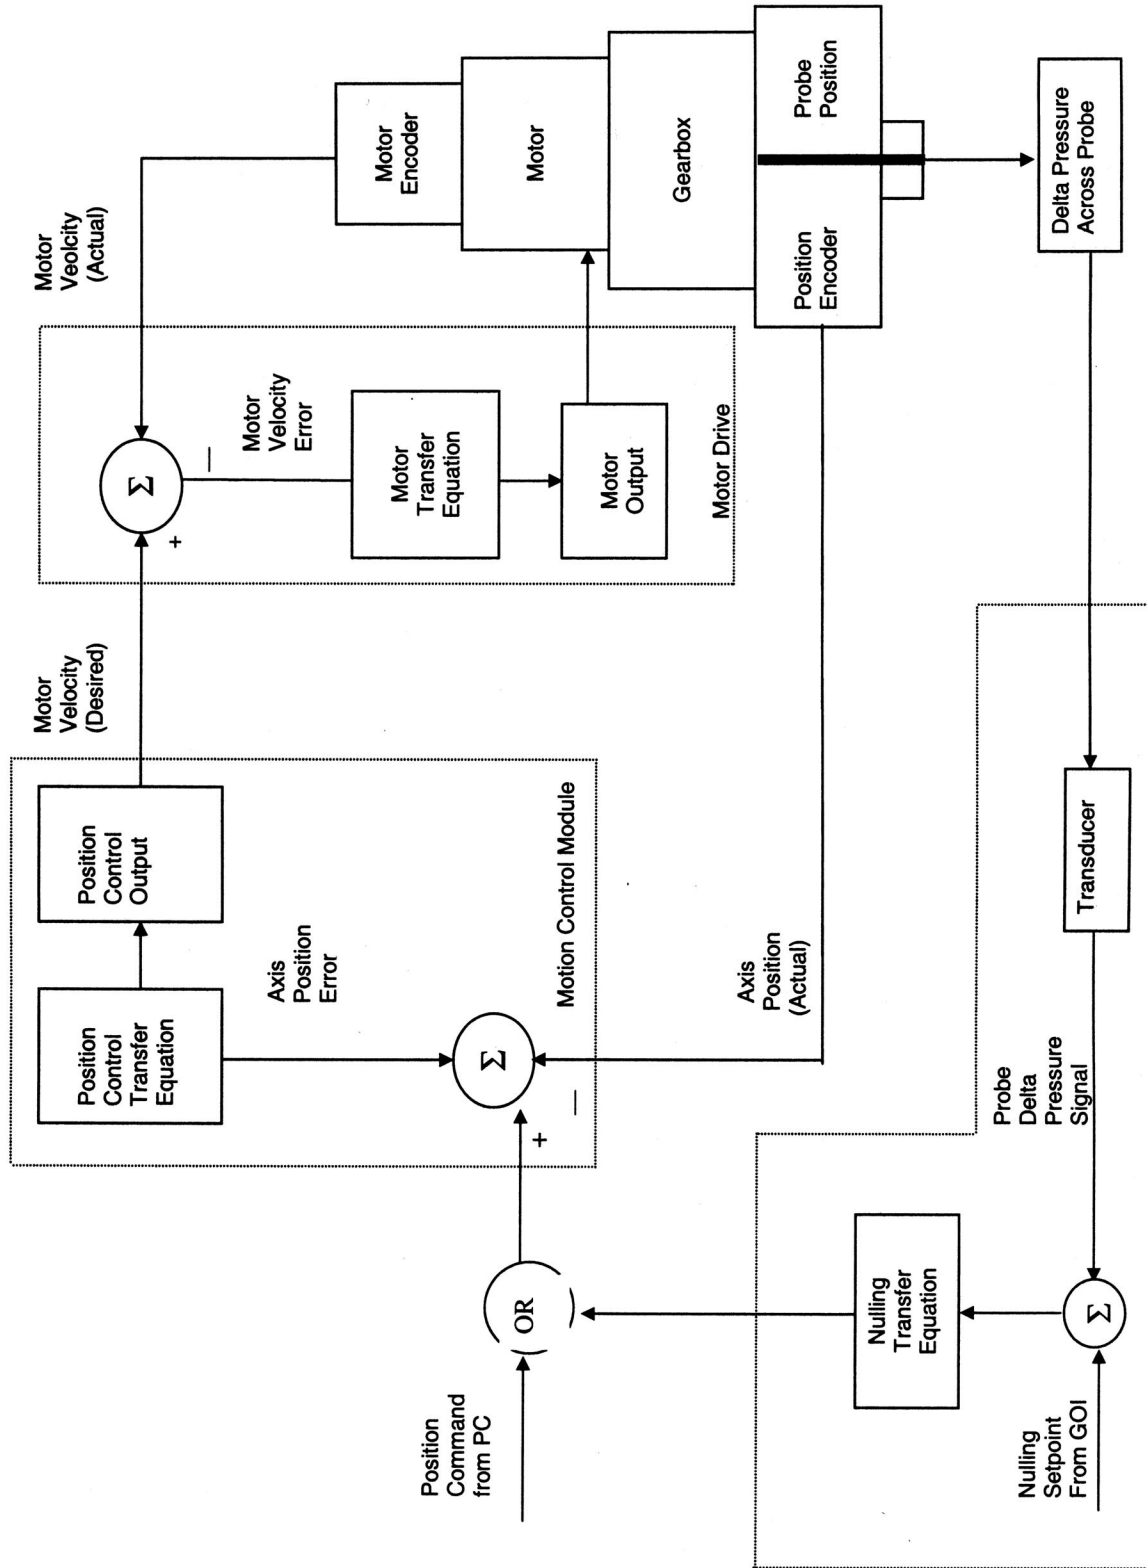 Position
Control
Transfer
Equation
Position
Control
Output
Axis
Position
Error
Σ
+
—
Motion Control Module
Motor
Velocity
(Desired)
Σ
+
—
Motor
Velocity
Error
Motor
Transfer
Equation
Motor
Output
Motor Drive
Motor
Veolcity
(Actual)
Motor
Encoder
Motor
Gearbox
Position
Encoder
Probe
Position
Position
Command
from PC
OR
Axis
Position
(Actual)
Nulling
Transfer
Equation
Nulling
Setpoint
From GOI
Σ
Probe
Delta
Pressure
Signal
Transducer
Delta Pressure
Across Probe